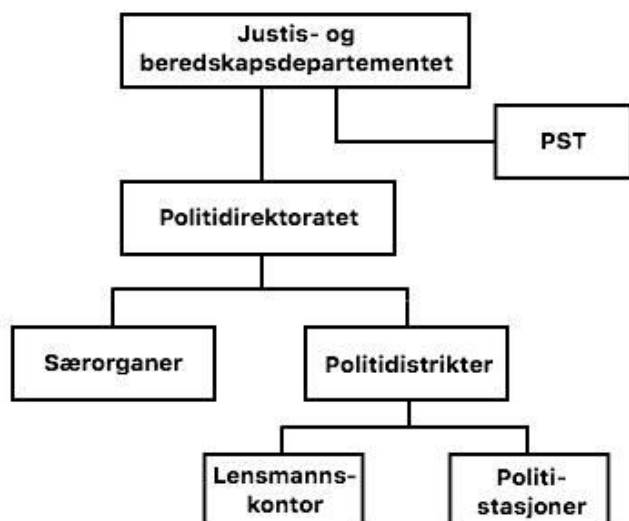 Justis- og
beredskapsdepartementet
PST
Politidirektoratet
Særorganer
Politidistrikter
Lensmanns-
kontor
Politi-
stasjoner